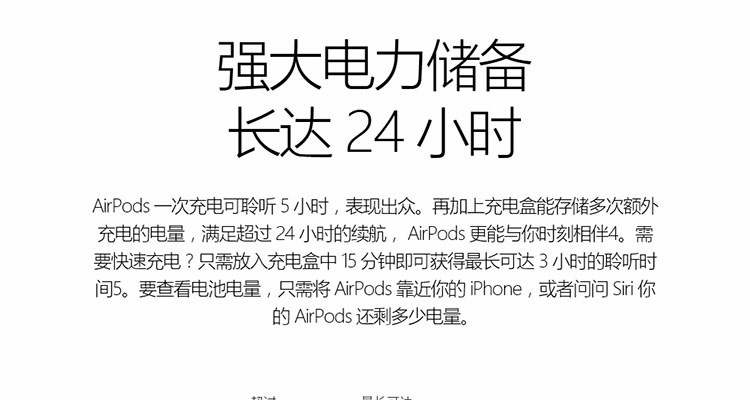 强大电力储备
长达 24 小时
AirPods 一次充电可聆听 5 小时，表现出众。再加上充电盒能存储多次额外
充电的电量，满足超过 24 小时的续航， AirPods 更能与你时刻相伴4。需
要快速充电？只需放入充电盒中 15 分钟即可获得最长可达 3 小时的聆听时
间5。要查看电池电量，只需将 AirPods 靠近你的 iPhone，或者问问 Siri 你
的 AirPods 还剩多少电量。